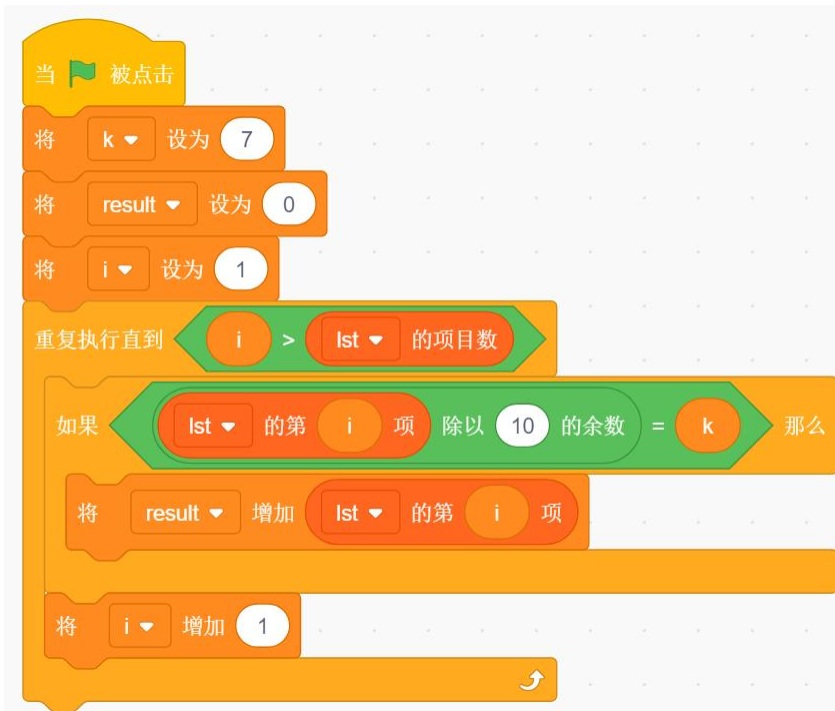 当 被点击
将 k 设为 7
将 result 设为 0
将 i 设为 1
重复执行直到 i > lst 的项目数
如果 lst 的第 i 项 除以 10 的余数 = k 那么
将 result 增加 lst 的第 i 项
将 i 增加 1